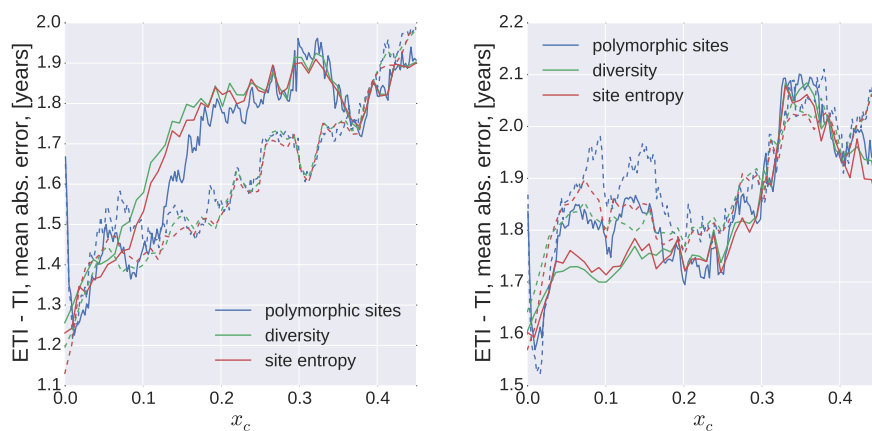 ETI - TI, mean abs. error, [years]
2.0
1.9
1.8
1.7
1.6
1.5
1.4
1.3
1.2
1.1
polymorphic sites
diversity
site entropy
0.0 0.1 0.2 0.3 0.4
x_c
ETI - TI, mean abs. error, [years]
2.2
2.1
2.0
1.9
1.8
1.7
1.6
1.5
polymorphic sites
diversity
site entropy
0.0 0.1 0.2 0.3 0.4
x_c